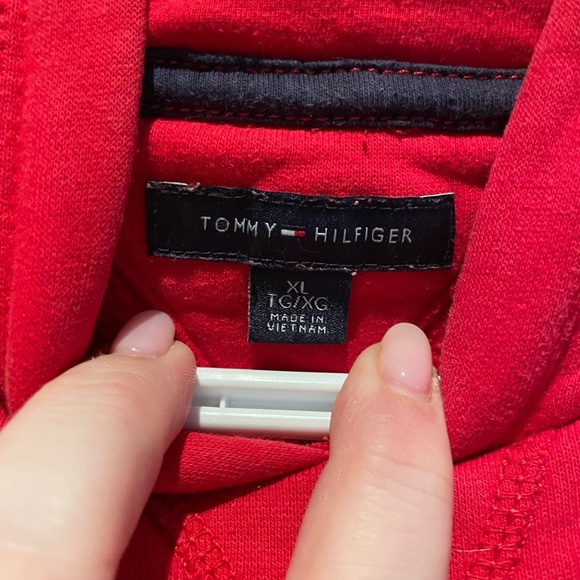 TOMMY HILFIGER
XL
TG/XG
MADE IN
VIETNAM